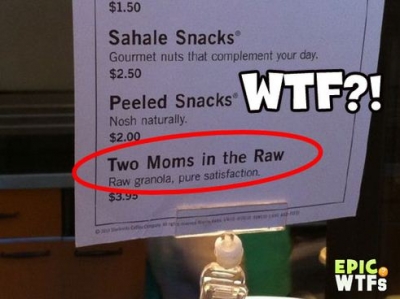 $1.50
Sahale Snacks®
Gourmet nuts that complement your day.
$2.50
Peeled Snacks®
WTF?!
Nosh naturally.
$2.00
Two Moms in the Raw
Raw granola, pure satisfaction.
$3.95
EPIC
WTFs